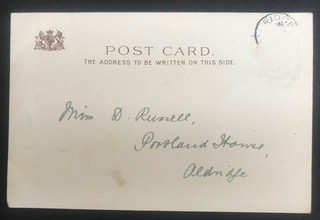 POST CARD.
THE ADDRESS TO BE WRITTEN ON THIS SIDE.
Miss D. Russell,
Portland House,
Aldridge